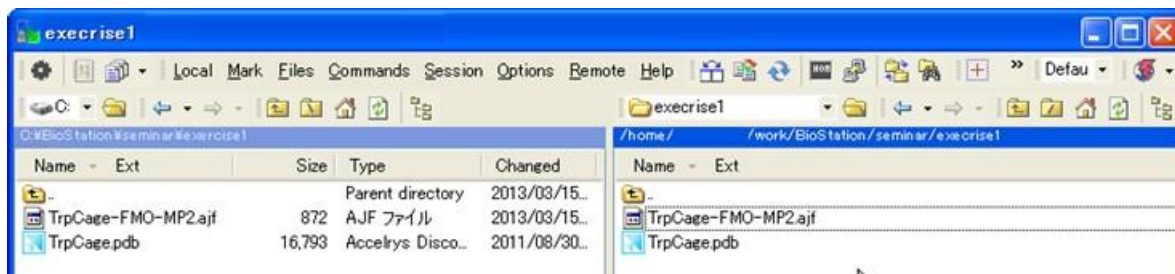 execrise1
Local Mark Files Commands Session Options Remote Help » Defau
C: execrise1
C:¥BioStation¥seminar¥exercise1 /home/ /work/BioStation/seminar/execrise1
Name Ext Size Type Changed Name Ext
.. Parent directory 2013/03/15... ..
TrpCage-FMO-MP2.ajf 872 AJF ファイル 2013/03/15... TrpCage-FMO-MP2.ajf
TrpCage.pdb 16,793 Accelrys Disco... 2011/08/30... TrpCage.pdb